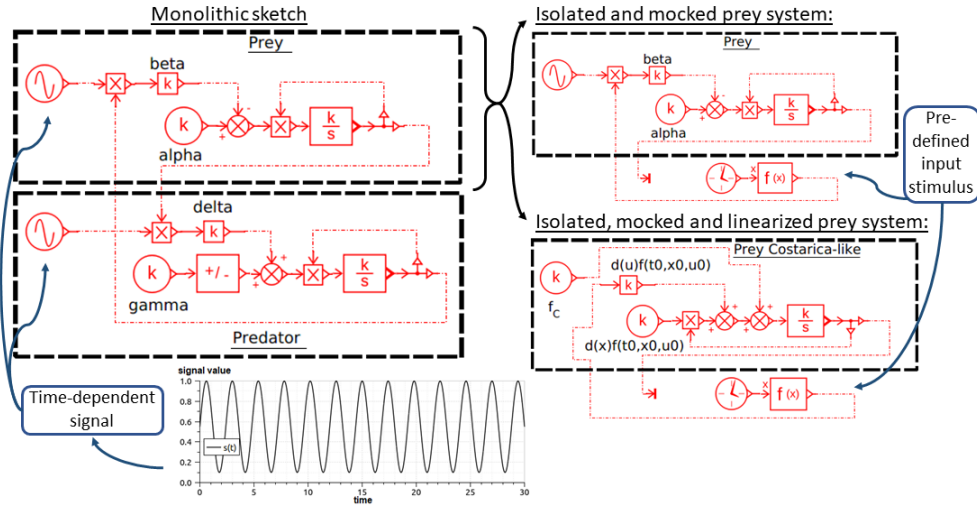 Monolithic sketch
Prey
beta
X
k
k
X
k
s
-
+
alpha
delta
X
k
k
+/-
X
k
s
+
+
gamma
Predator
Time-dependent
signal
signal value
1.0
0.8
0.6
0.4
0.2
0.0
s(t)
0
5
10
15
20
25
30
time
Isolated and mocked prey system:
Prey
beta
X
k
k
X
k
s
-
+
alpha
x
f(x)
Pre-
defined
input
stimulus
Isolated, mocked and linearized prey system:
Prey Costarica-like
k
d(u)f(t0,x0,u0)
k
fC
k
X
+
+
+
+
k
s
d(x)f(t0,x0,u0)
x
f(x)